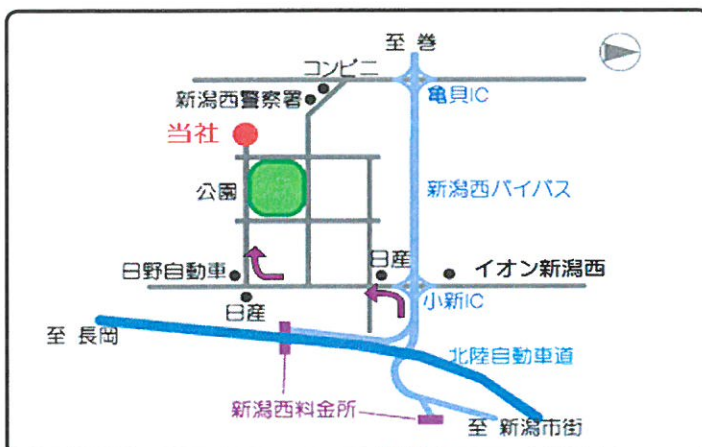 至 巻
コンビニ
新潟西警察署
亀貝IC
当社
公園
新潟西バイパス
日野自動車
日産
イオン新潟西
日産
小新IC
至 長岡
北陸自動車道
新潟西料金所
至 新潟市街